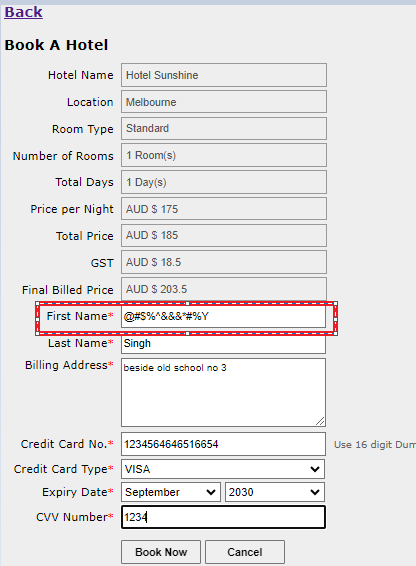 Back
Book A Hotel
Hotel Name Hotel Sunshine
Location Melbourne
Room Type Standard
Number of Rooms 1 Room(s)
Total Days 1 Day(s)
Price per Night AUD $ 175
Total Price AUD $ 185
GST AUD $ 18.5
Final Billed Price AUD $ 203.5
First Name* @#$%^&&&*#%Y
Last Name* Singh
Billing Address* beside old school no 3
Credit Card No.* 1234564646516654 Use 16 digit Dum
Credit Card Type* VISA
Expiry Date* September 2030
CVV Number* 1234
Book Now Cancel